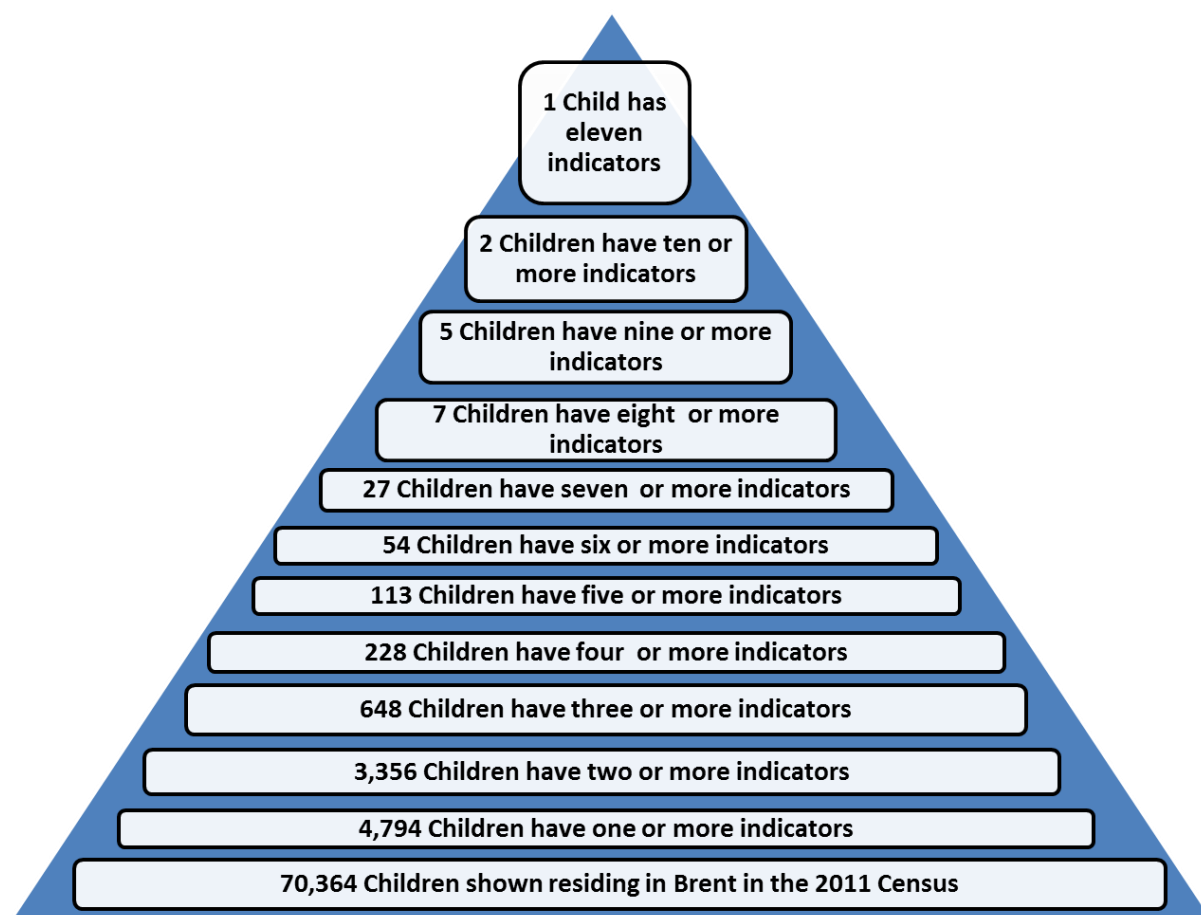 1 Child has
eleven
indicators
2 Children have ten or
more indicators
5 Children have nine or more
indicators
7 Children have eight  or more
indicators
27 Children have seven  or more indicators
54 Children have six or more indicators
113 Children have five or more indicators
228 Children have four  or more indicators
648 Children have three or more indicators
3,356 Children have two or more indicators
4,794 Children have one or more indicators
70,364 Children shown residing in Brent in the 2011 Census